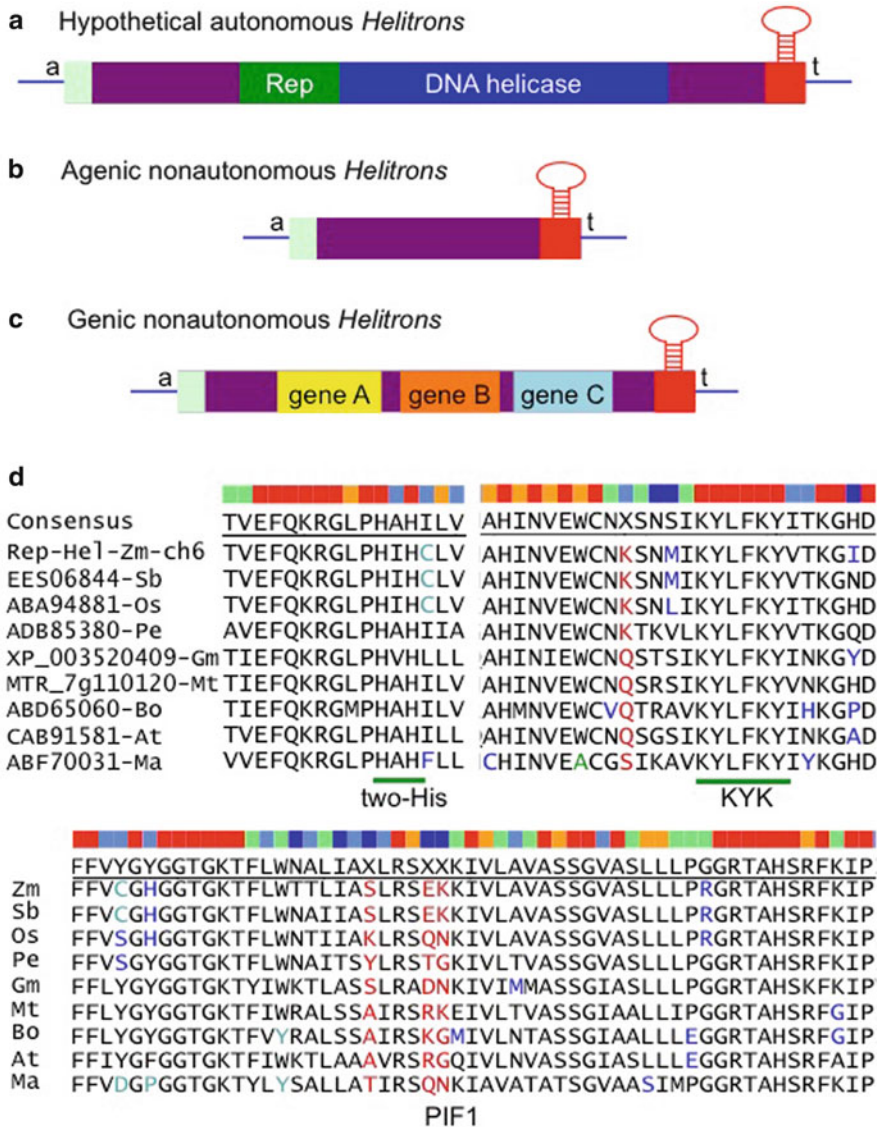 a Hypothetical autonomous Helitrons
a Rep DNA helicase t
b Agenic nonautonomous Helitrons
a t
c Genic nonautonomous Helitrons
a gene A gene B gene C t
d
Consensus TVEFQKRGLPHAHILV AHINVEWCNXSNSIKYLFKYITKGHD
Rep-Hel-Zm-ch6 TVEFQKRGLPHIHCLV AHINVEWCNKSNMIKYLFKYVTKGID
EES06844-Sb TVEFQKRGLPHIHCLV AHINVEWCNKSNMIKYLFKYVTKGND
ABA94881-Os TVEFQKRGLPHIHCLV AHINVEWCNKSNLIKYLFKYITKGHD
ADB85380-Pe AVEFQKRGLPHAHIIA AHINVEWCNKTKVLKYLFKYVTKGQD
XP_003520409-Gm TIEFQKRGLPHVHLLL AHINIEWCNQSTSIKYLFKYINKGYD
MTR_7g110120-Mt TIEFQKRGLPHAHILV AHINVEWCNQSRSIKYLFKYVNKGHD
ABD65060-Bo TIEFQKRGMPHAHILV AHMNVEWCVQTRAVKYLFKYIHKGPD
CAB91581-At TVEFQKRGLPHAHILL AHINVEWCNQSGSIKYLFKYINKGAD
ABF70031-Ma VVEFQKRGLPHAHFLL CHINVEACGSIKAVKYLFKYIYKGHD
two-His KYK
FFVYGYGGTGKTFLWNALIAXLRSXXKIVLAVASSGVASLLLPGGRTAHSRFKIP
Zm FFVCGHGGTGKTFLWTTLIASLRSEKKIVLAVASSGVASLLLPRGRTAHSRFKIP
Sb FFVCGHGGTGKTFLWNAIIASLRSEKKIVLAVASSGVASLLLPRGRTAHSRFKIP
Os FFVSGHGGTGKTFLWNTIIAKLRSQNKIVLAVASSGVASLLLPRGRTAHSRFKIP
Pe FFVSGYGGTGKTFLWNAITSYLRSTGKIVLTVASSGVASLLLPGGRTAHSRFKIP
Gm FFLYGYGGTGKTYIWKTLASSLRADNKIVIMMASSGIASLLLPGGRTAHSRFKIP
Mt FFLYGYGGTGKTFIWRALSSAIRSRKEIVLTVASSGIAALLIPGGRTAHSRFGIP
Bo FFLYGYGGTGKTFVYRALSSAIRSKGMIVLNTASSGIAALLLEGGRTAHSRFGIP
At FFIYGFGGTGKTFIWKTLAAAVRSRGQIVLNVASSGIASLLLEGGRTAHSRFAIP
Ma FFVDGPGGTGKTYLYSALLATIRSQNKIAVATATSGVAASIMPGGRTAHSRFKIP
PIF1